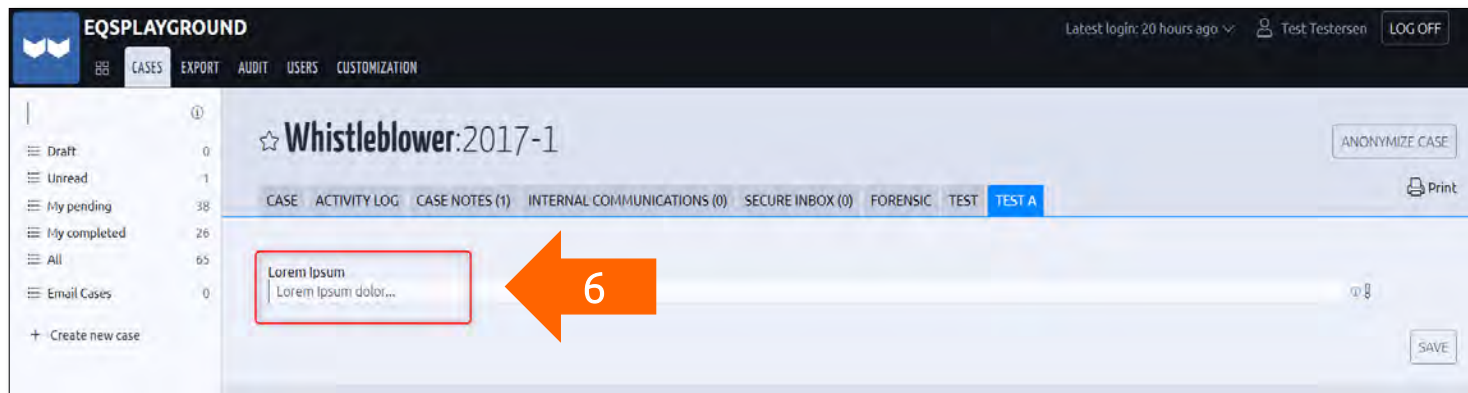 EQSPLAYGROUND
Latest login: 20 hours ago
Test Testersen
LOG OFF
CASES EXPORT AUDIT USERS CUSTOMIZATION
Draft 0
Unread 1
My pending 38
My completed 26
All 65
Email Cases 0
+ Create new case
Whistleblower:2017-1
ANONYMIZE CASE
Print
CASE ACTIVITY LOG CASE NOTES (1) INTERNAL COMMUNICATIONS (0) SECURE INBOX (0) FORENSIC TEST TEST A
Lorem Ipsum
Lorem Ipsum dolor...
6
SAVE